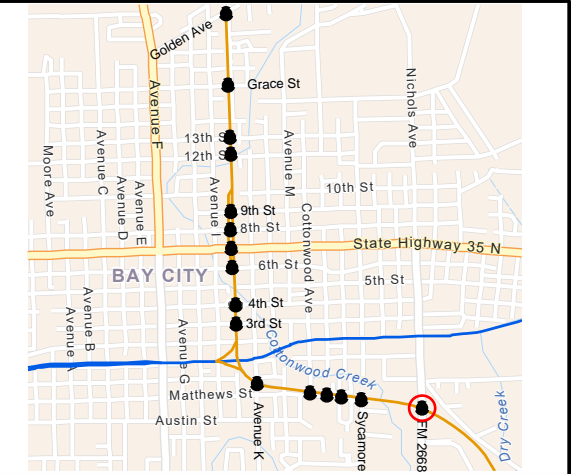 Golden Ave
Grace St
Avenue F
Nichols Ave
13th S
12th S
Avenue M
Moore Ave
Avenue C
Avenue D
Avenue E
Avenue I
10th St
9th St
8th St
Cottonwood Ave
State Highway 35 N
6th St
5th St
BAY CITY
4th St
3rd St
Avenue B
Avenue A
Avenue G
Cottonwood Creek
Matthews St
Austin St
Avenue K
Sycamore
FM 2668
Dry Creek